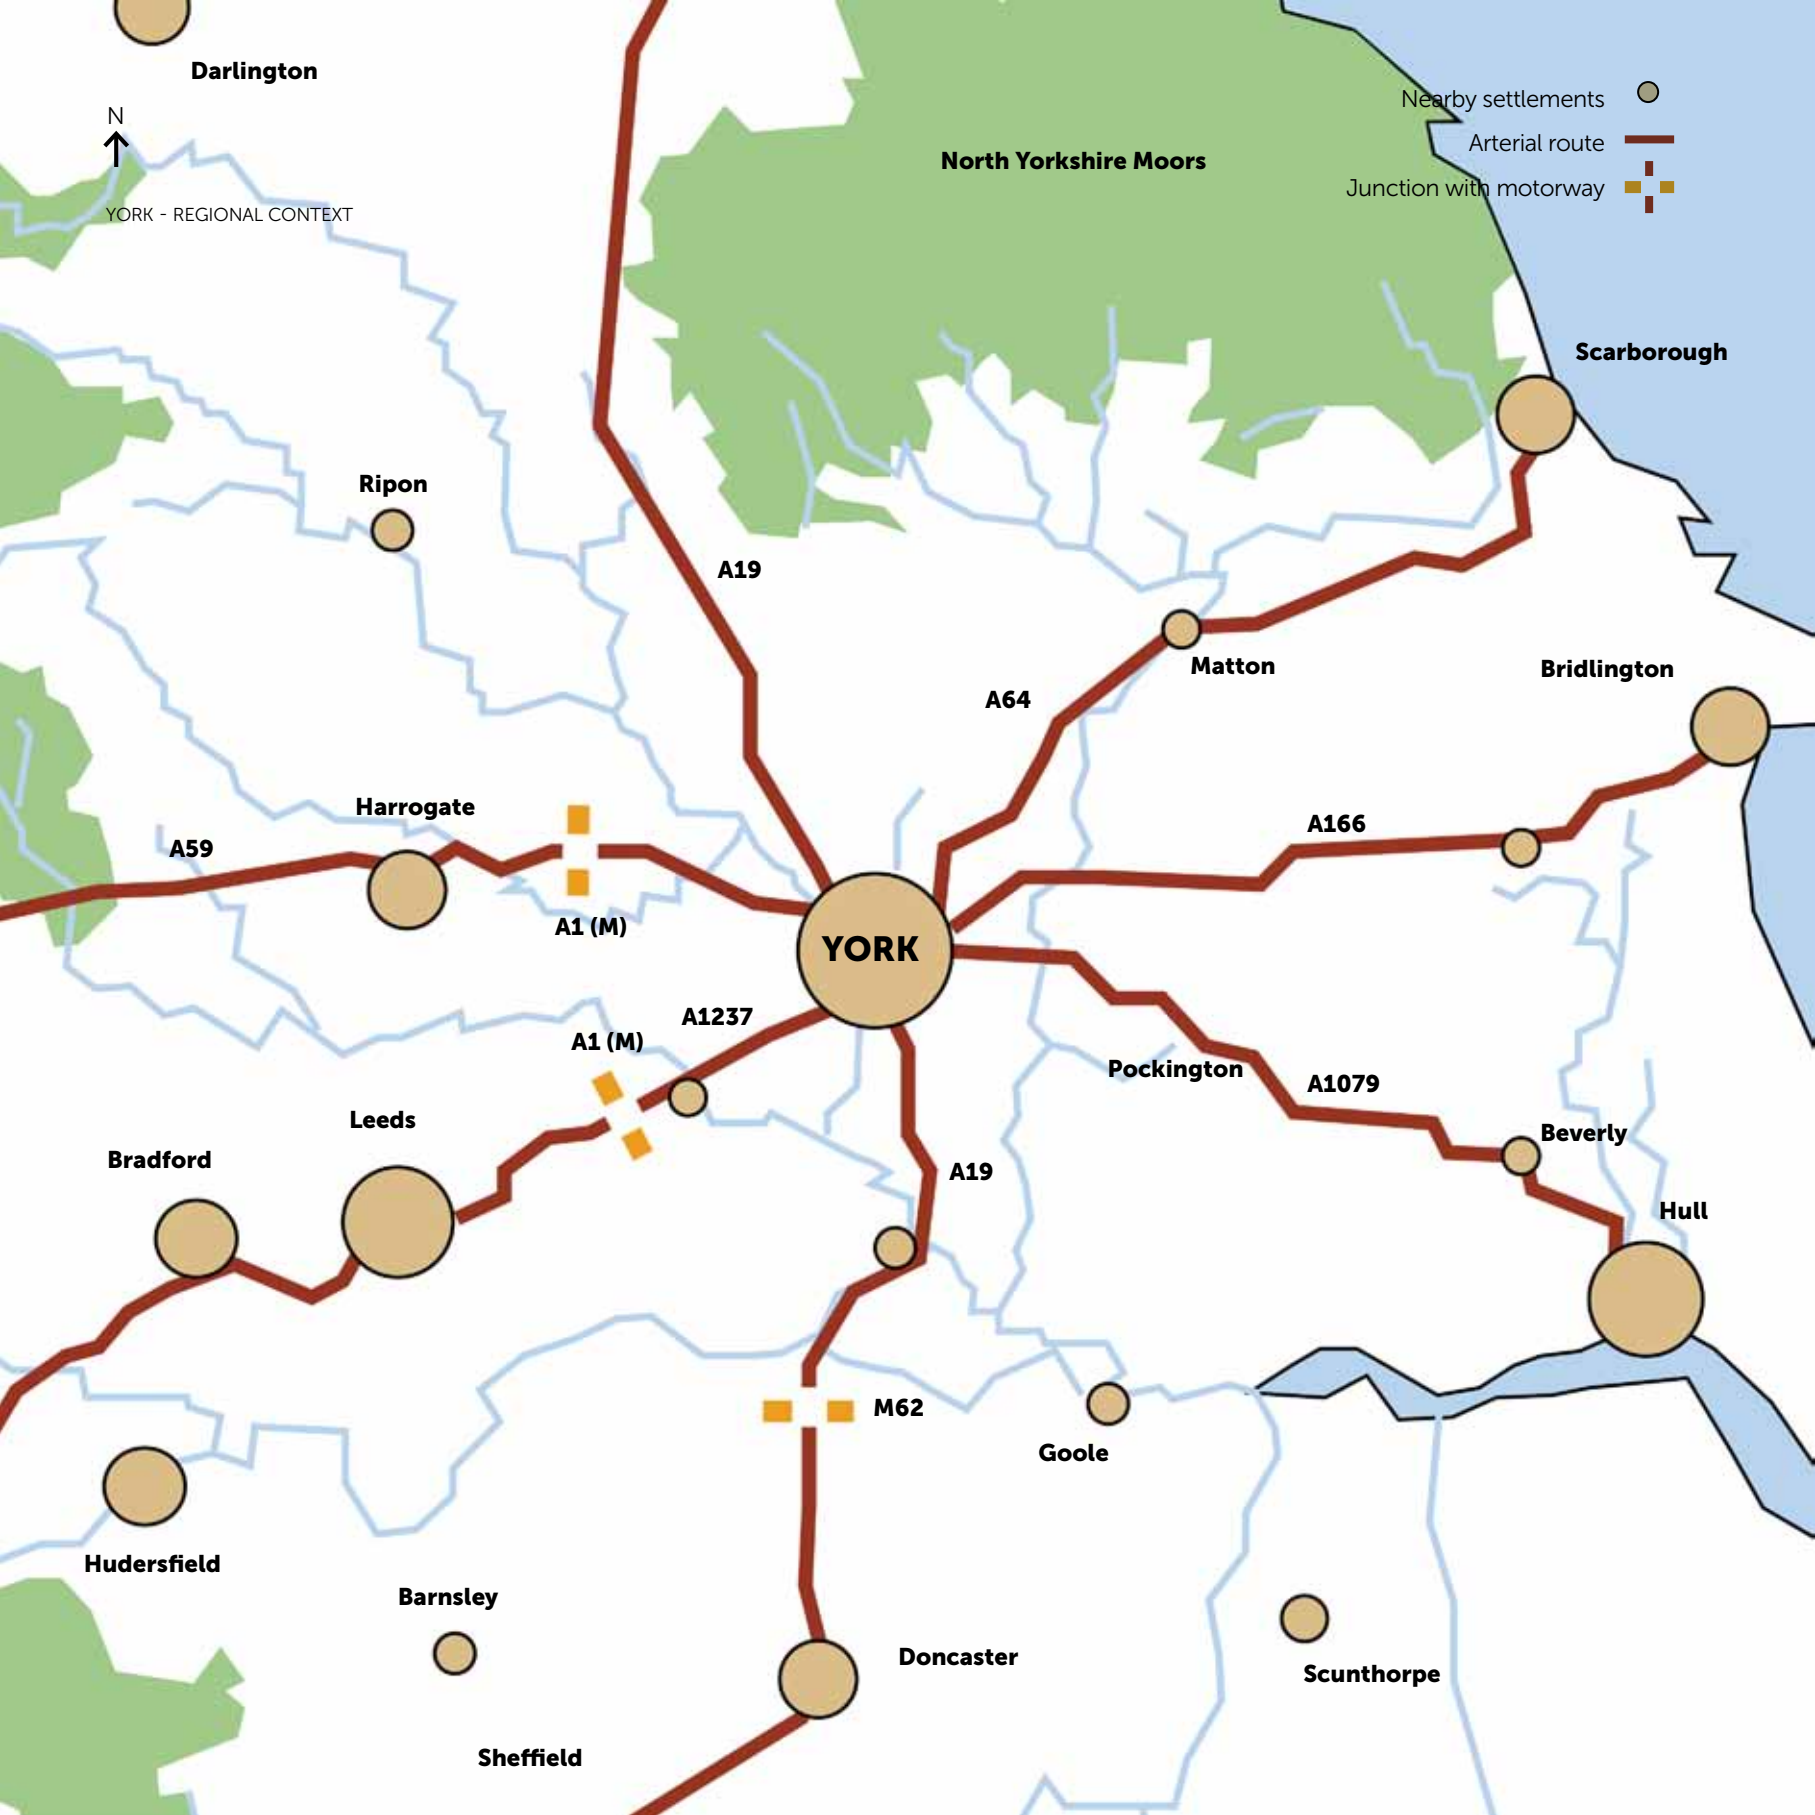 Darlington
N
YORK - REGIONAL CONTEXT
North Yorkshire Moors
Nearby settlements
Arterial route
Junction with motorway
Scarborough
Ripon
A19
Matton
Bridlington
A64
Harrogate
A59
A166
A1 (M)
YORK
A1237
A1 (M)
Pockington
A1079
Leeds
Bradford
Beverly
A19
Hull
M62
Goole
Hudersfield
Barnsley
Doncaster
Scunthorpe
Sheffield